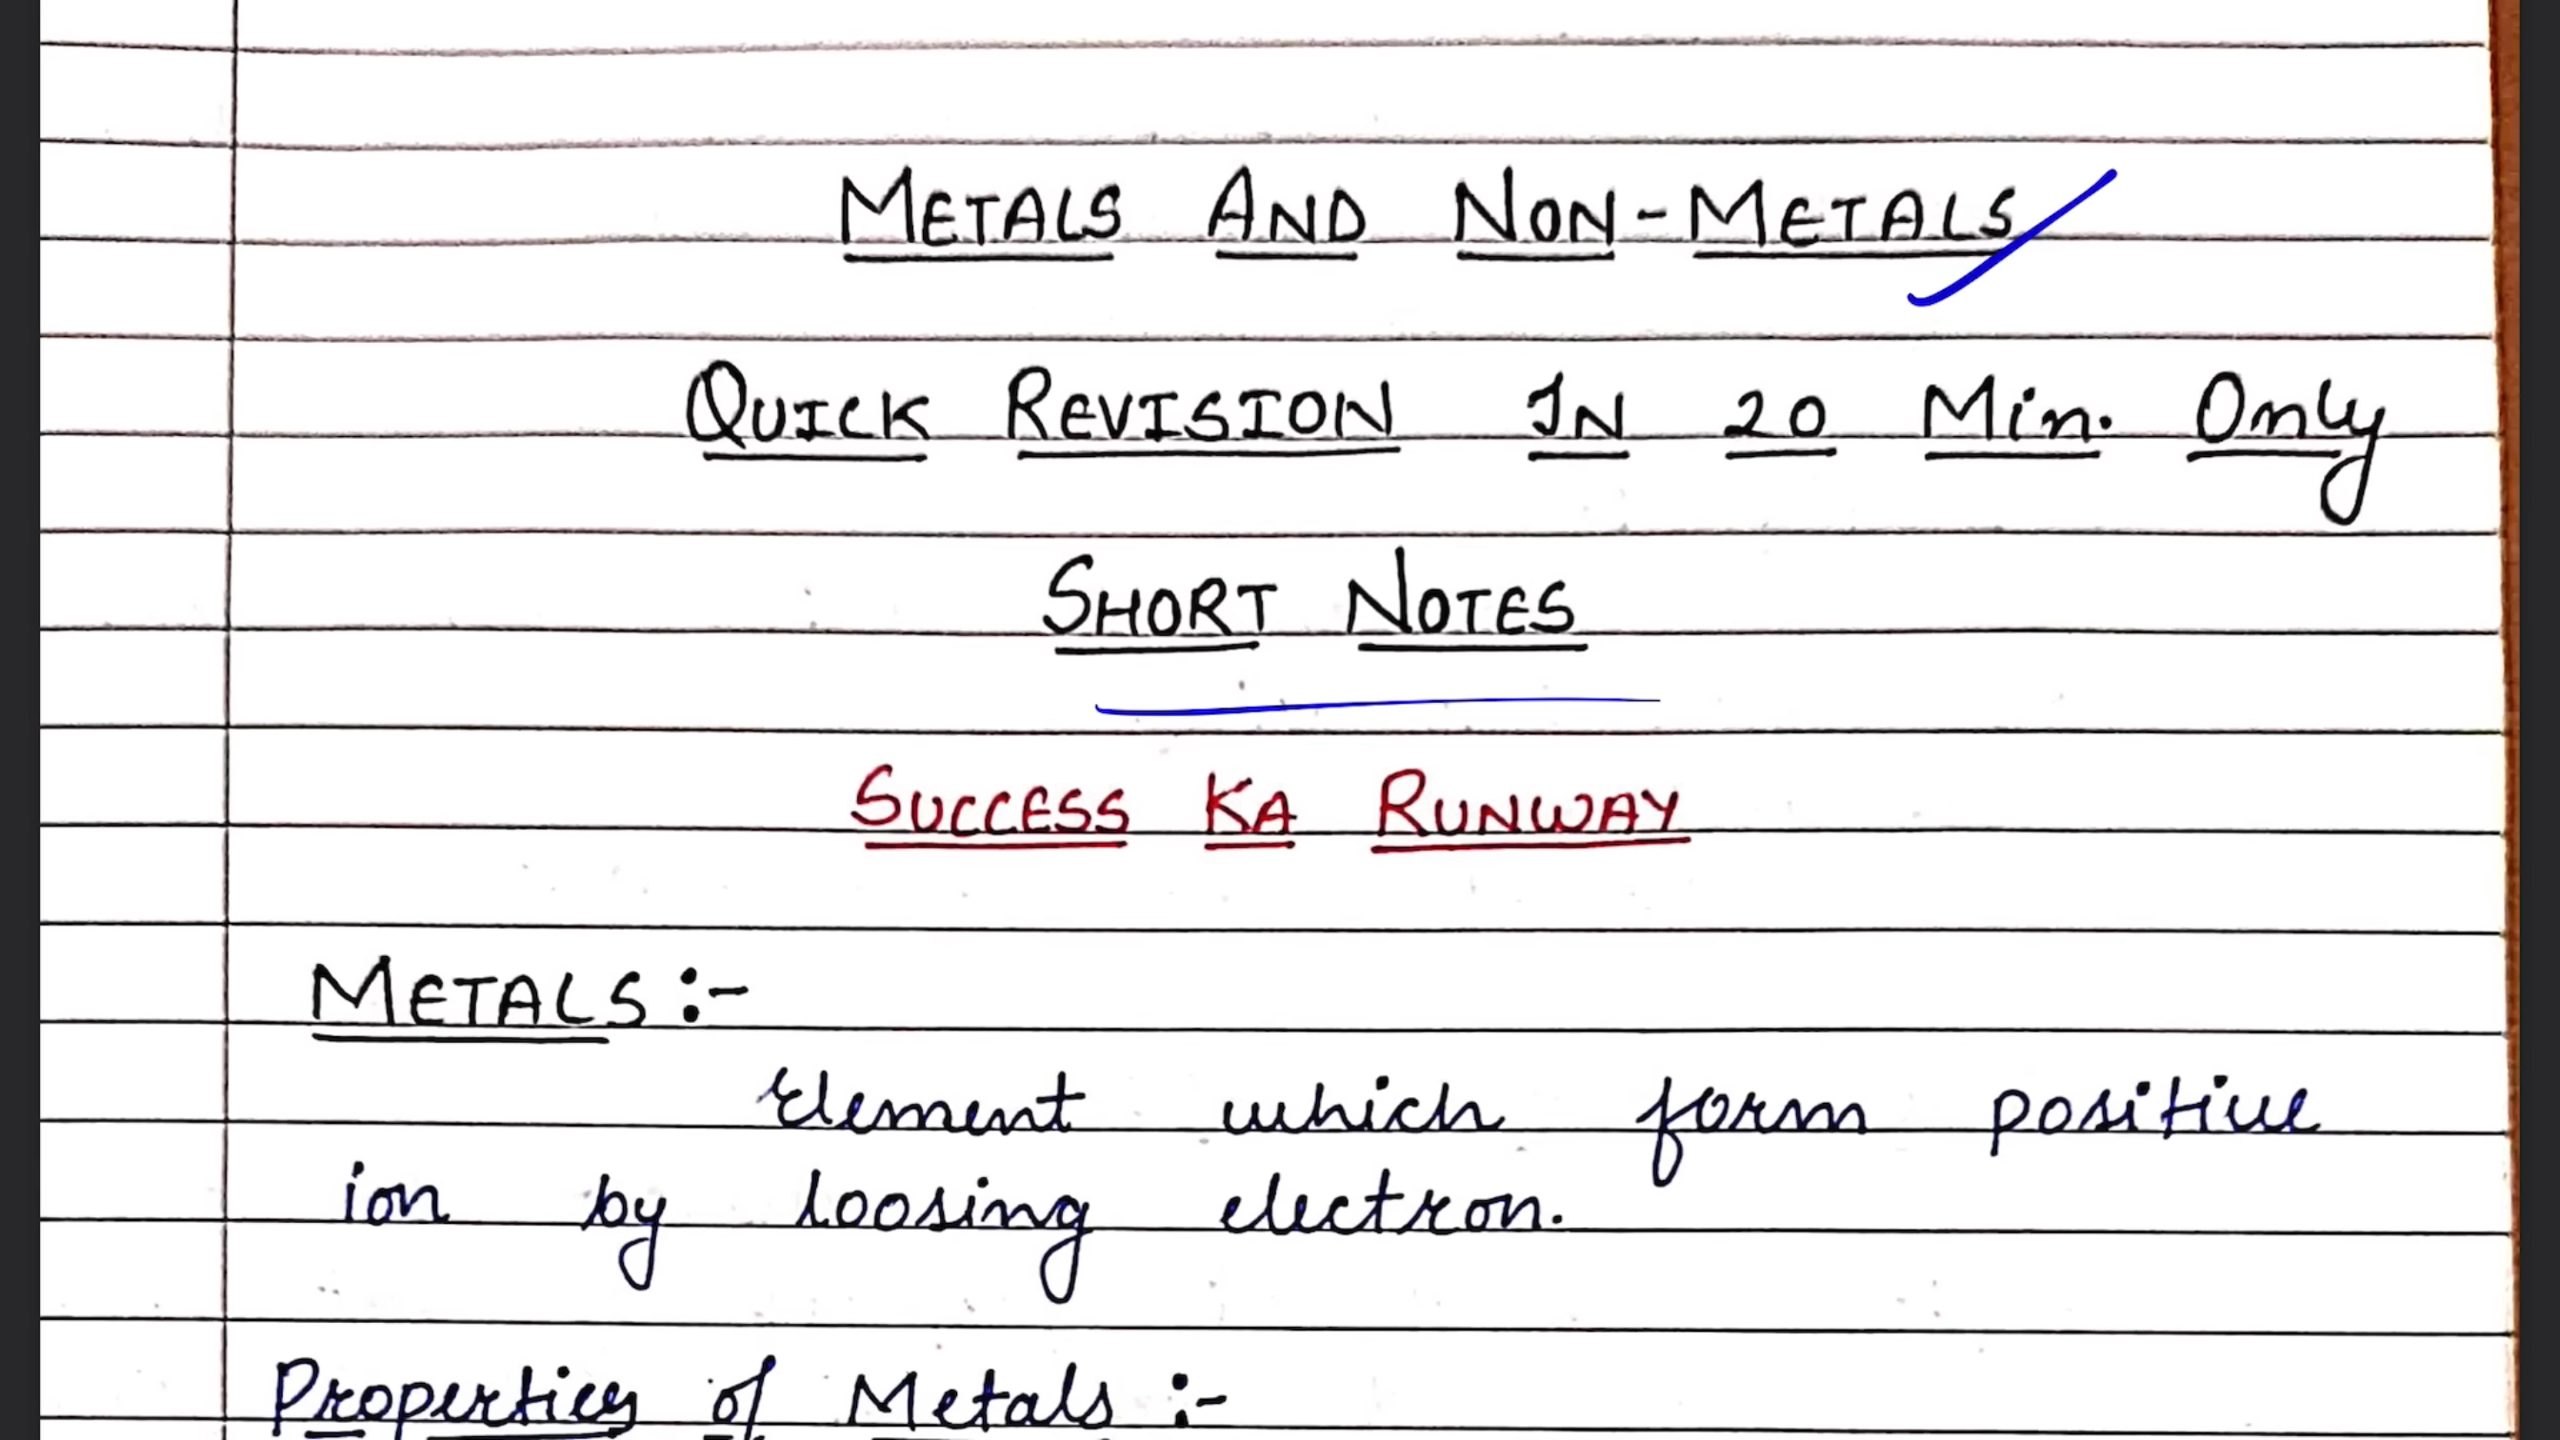 METALS AND NON-METALS
QUICK REVISION IN 20 Min. Only
SHORT NOTES
SUCCESS KA RUNWAY
METALS :-
Element which form positive
ion by loosing electron.
Properties of Metals :-